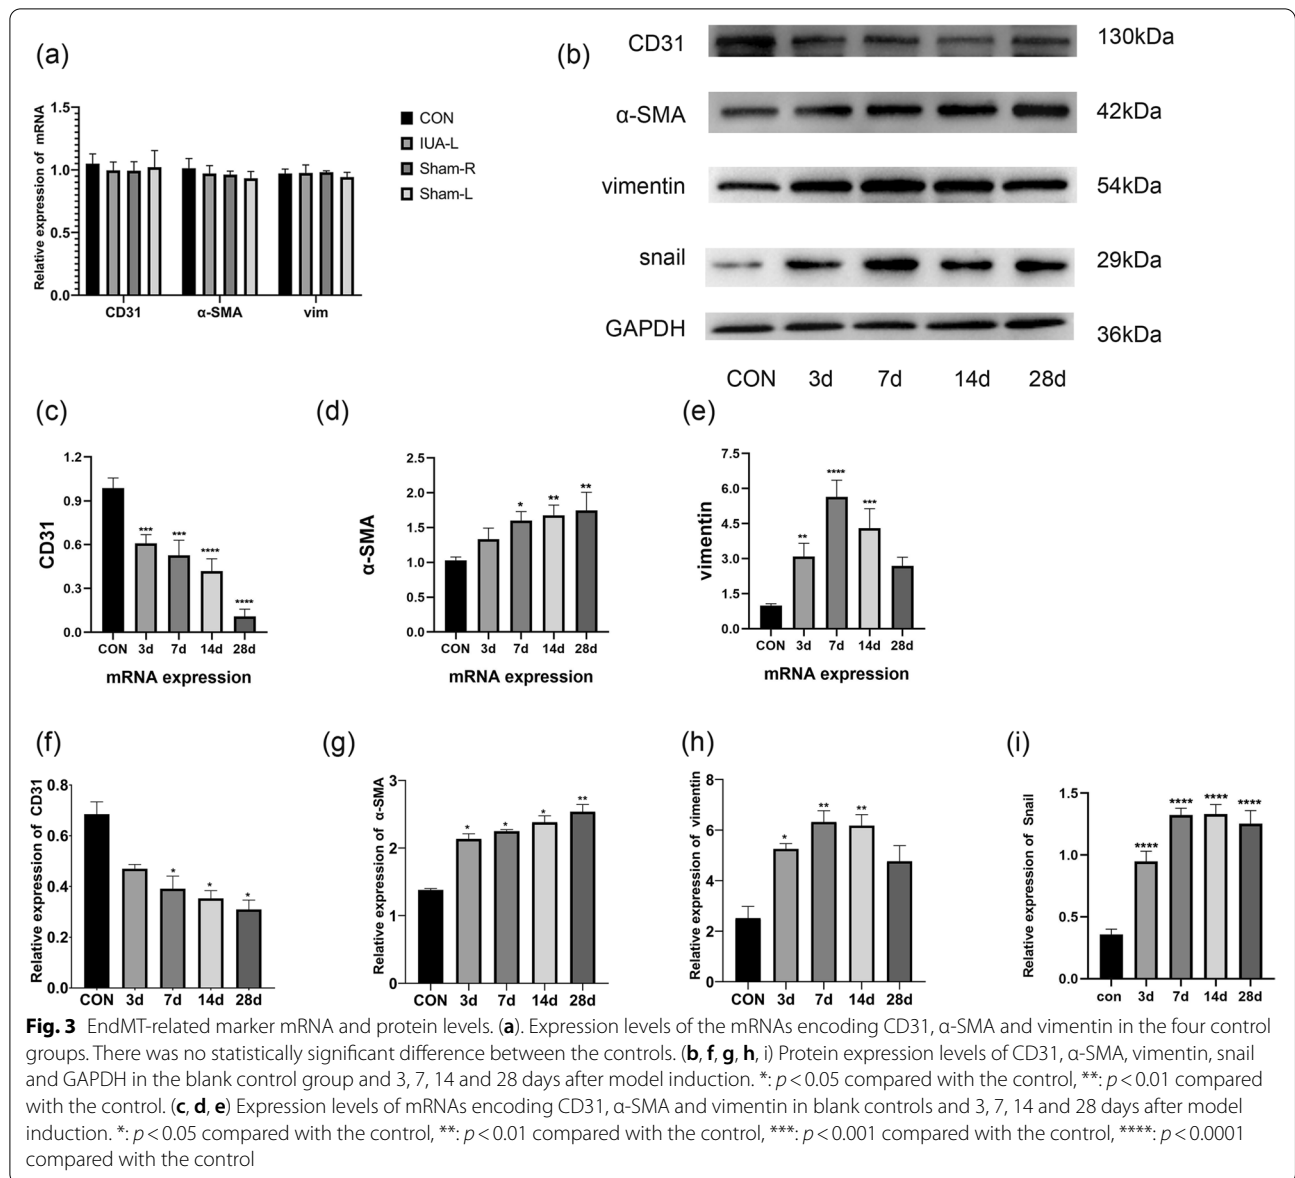 (a)
Relative expression of mRNA
1.5
1.0
0.5
0.0
CD31 α-SMA vim
CON
IUA-L
Sham-R
Sham-L
(b)
CD31 130kDa
α-SMA 42kDa
vimentin 54kDa
snail 29kDa
GAPDH 36kDa
CON 3d 7d 14d 28d
(c)
CD31
1.2
0.9
0.6
0.3
0.0
*** *** **** ****
CON 3d 7d 14d 28d
mRNA expression
(d)
α-SMA
2.5
2.0
1.5
1.0
0.5
0.0
* ** **
CON 3d 7d 14d 28d
mRNA expression
(e)
vimentin
7.5
6.0
4.5
3.0
1.5
0.0
** **** ***
CON 3d 7d 14d 28d
mRNA expression
(f)
Relative expression of CD31
0.8
0.6
0.4
0.2
0.0
* * *
CON 3d 7d 14d 28d
(g)
Relative expression of α-SMA
3
2
1
0
* * * **
CON 3d 7d 14d 28d
(h)
Relative expression of vimentin
8
6
4
2
0
* ** **
CON 3d 7d 14d 28d
(i)
Relative expression of Snail
1.5
1.0
0.5
0.0
**** **** **** ****
con 3d 7d 14d 28d
Fig. 3 EndMT-related marker mRNA and protein levels. (a). Expression levels of the mRNAs encoding CD31, α-SMA and vimentin in the four control
groups. There was no statistically significant difference between the controls. (b, f, g, h, i) Protein expression levels of CD31, α-SMA, vimentin, snail
and GAPDH in the blank control group and 3, 7, 14 and 28 days after model induction. *: p < 0.05 compared with the control, **: p < 0.01 compared
with the control. (c, d, e) Expression levels of mRNAs encoding CD31, α-SMA and vimentin in blank controls and 3, 7, 14 and 28 days after model
induction. *: p < 0.05 compared with the control, **: p < 0.01 compared with the control, ***: p < 0.001 compared with the control, ****: p < 0.0001
compared with the control